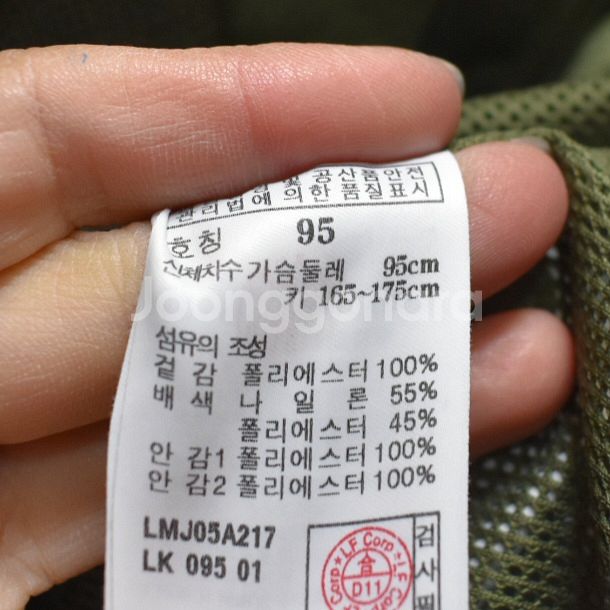 및 공산품안전
관리법에 의한 품질표시
호칭 95
신체치수 가슴둘레 95cm
키 165~175cm
섬유의 조성
겉 감 폴리에스터 100%
배 색 나 일 론 55%
폴리에스터 45%
안 감1 폴리에스터 100%
안 감2 폴리에스터 100%
LMJ05A217
LK 095 01
LF Corp
合
D11
검사필
Joonggonara